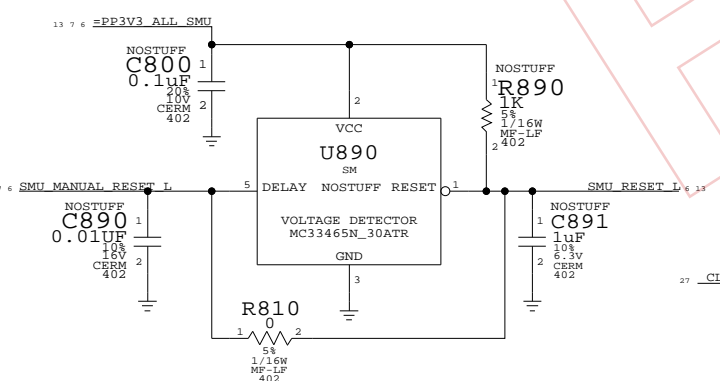 13 7 6 =PP3V3_ALL_SMU
NOSTUFF
C800 1
0.1uF
20%
10V 2
CERM
402
NOSTUFF
1 R890
1K
5%
1/16W
MF-LF
2 402
2
VCC
U890
SM
6 SMU_MANUAL_RESET_L 5 DELAY NOSTUFF RESET 1 SMU_RESET_L 6 13
VOLTAGE DETECTOR
MC33465N_30ATR
GND
3
NOSTUFF
C890 1
0.01UF
10%
16V 2
CERM
402
NOSTUFF
1 C891
1uF
10%
2 6.3V
CERM
402
R810
0
1 2
5%
1/16W
MF-LF
402
27 CL